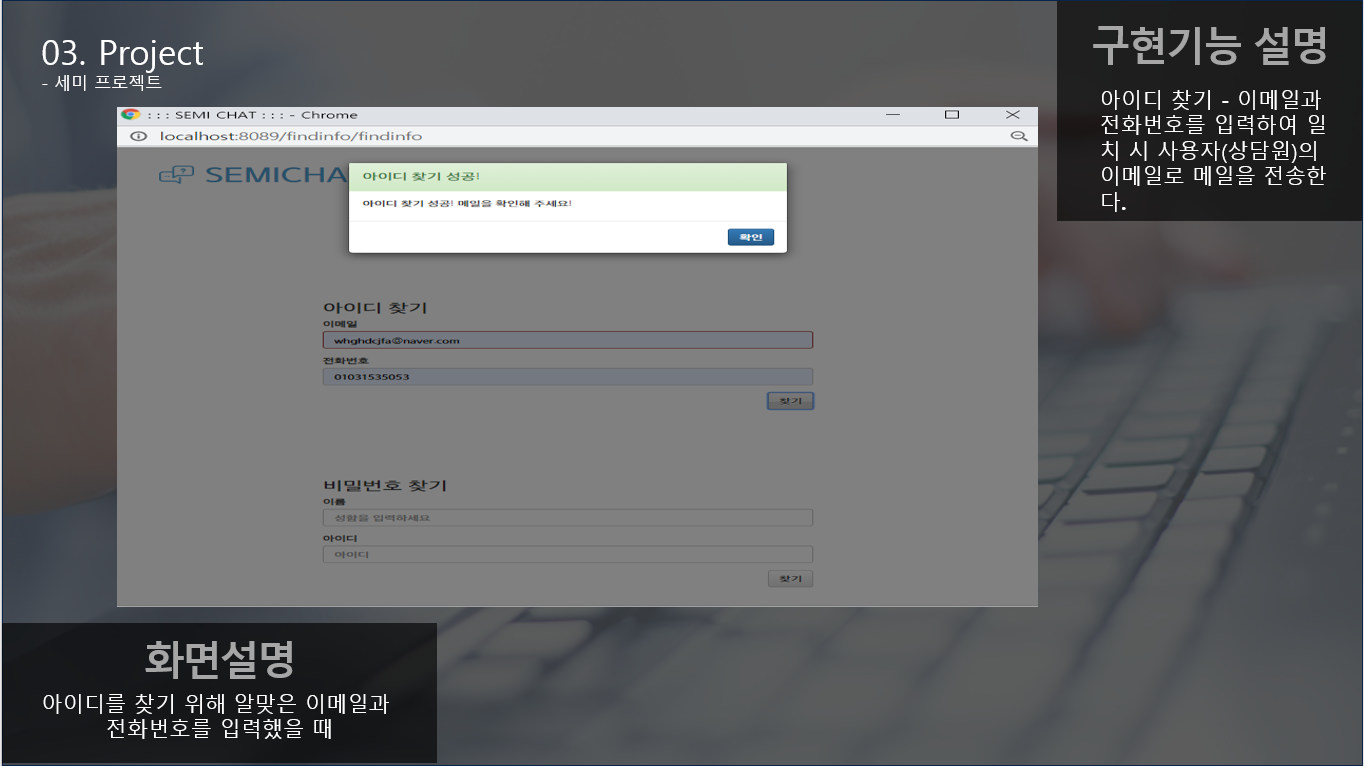 03. Project
- 세미 프로젝트
구현기능 설명
아이디 찾기 - 이메일과
전화번호를 입력하여 일
치 시 사용자(상담원)의
이메일로 메일을 전송한
다.
: : : SEMI CHAT : : : - Chrome
localhost:8089/findinfo/findinfo
SEMICHA
아이디 찾기 성공!
아이디 찾기 성공! 메일을 확인해 주세요!
확인
아이디 찾기
이메일
whghdcjfa@naver.com
전화번호
01031535053
찾기
비밀번호 찾기
이름
성함을 입력하세요
아이디
아이디
찾기
화면설명
아이디를 찾기 위해 알맞은 이메일과
전화번호를 입력했을 때